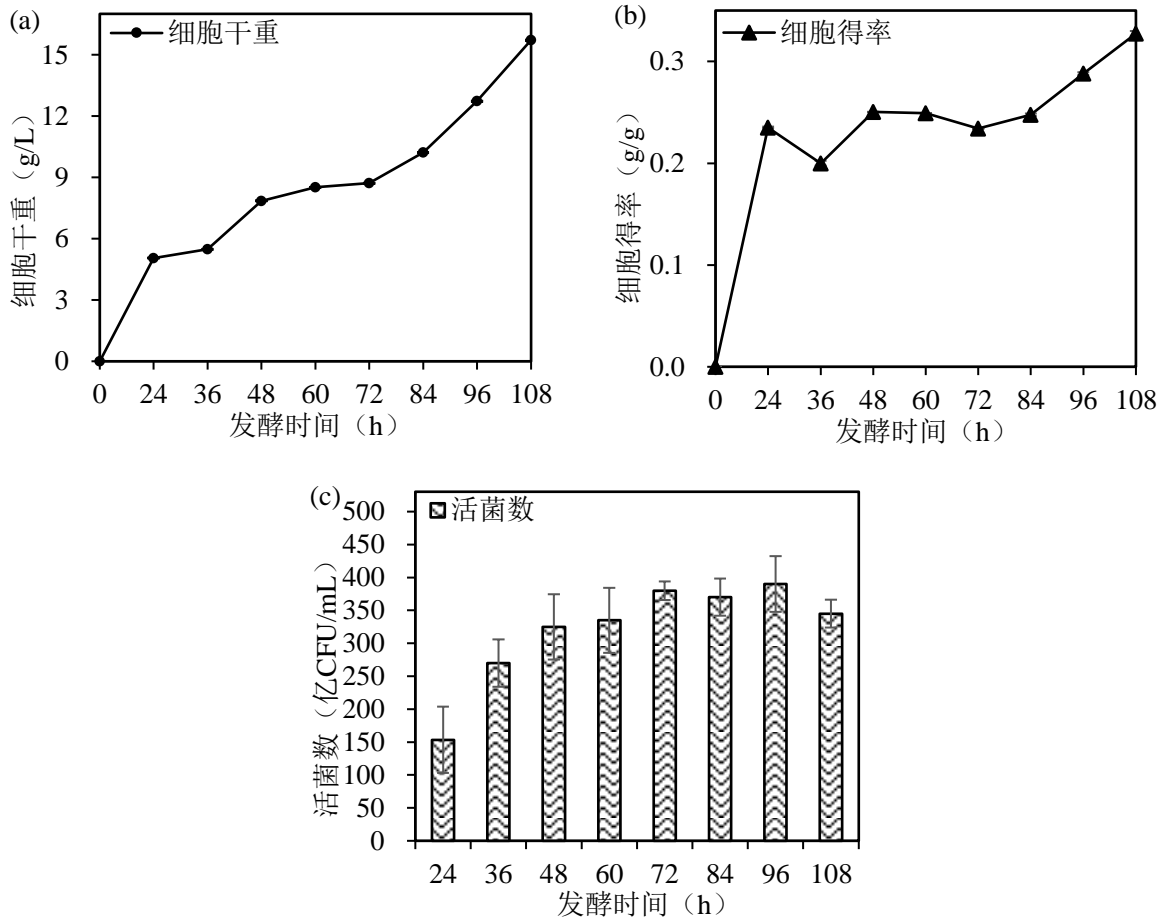 (a)
细胞干重
细胞干重（g/L）
15
12
9
6
3
0
0 24 36 48 60 72 84 96 108
发酵时间（h）
(b)
细胞得率
细胞得率（g/g）
0.3
0.2
0.1
0.0
0 24 36 48 60 72 84 96 108
发酵时间（h）
(c)
活菌数
活菌数（亿CFU/mL）
500
450
400
350
300
250
200
150
100
50
0
24 36 48 60 72 84 96 108
发酵时间（h）